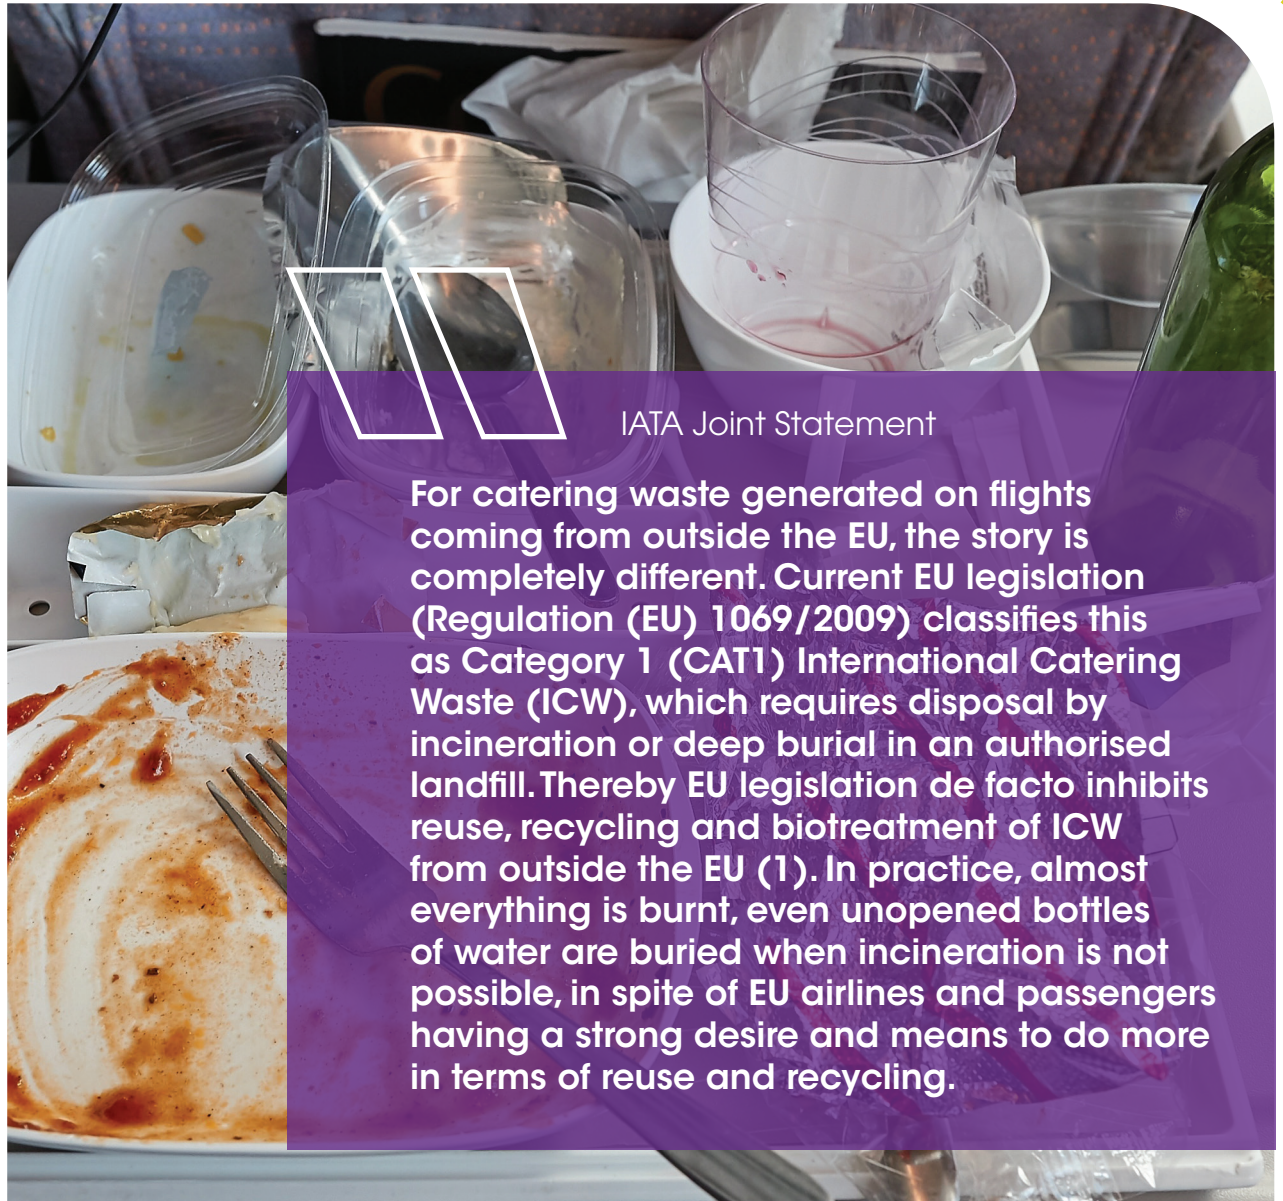 IATA Joint Statement
For catering waste generated on flights
coming from outside the EU, the story is
completely different. Current EU legislation
(Regulation (EU) 1069/2009) classifies this
as Category 1 (CAT1) International Catering
Waste (ICW), which requires disposal by
incineration or deep burial in an authorised
landfill. Thereby EU legislation de facto inhibits
reuse, recycling and biotreatment of ICW
from outside the EU (1). In practice, almost
everything is burnt, even unopened bottles
of water are buried when incineration is not
possible, in spite of EU airlines and passengers
having a strong desire and means to do more
in terms of reuse and recycling.